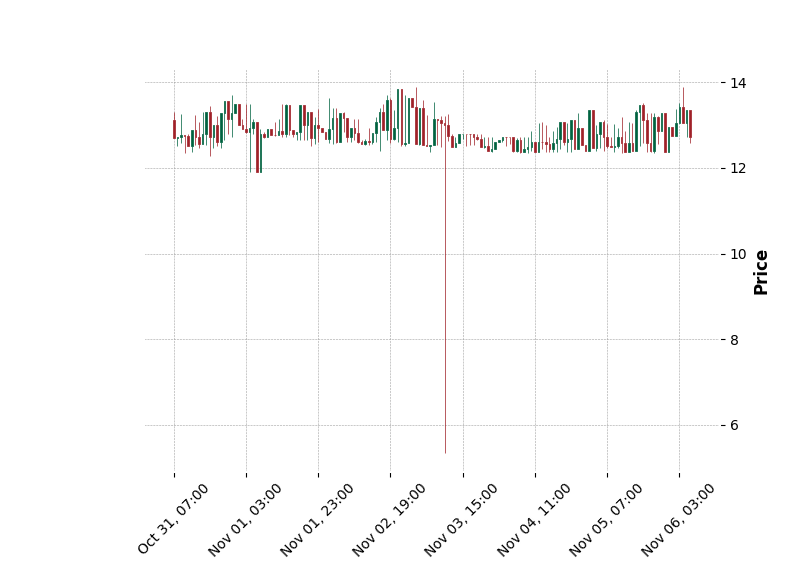 14
12
10
8
6
Price
Oct 31, 07:00
Nov 01, 03:00
Nov 01, 23:00
Nov 02, 19:00
Nov 03, 15:00
Nov 04, 11:00
Nov 05, 07:00
Nov 06, 03:00